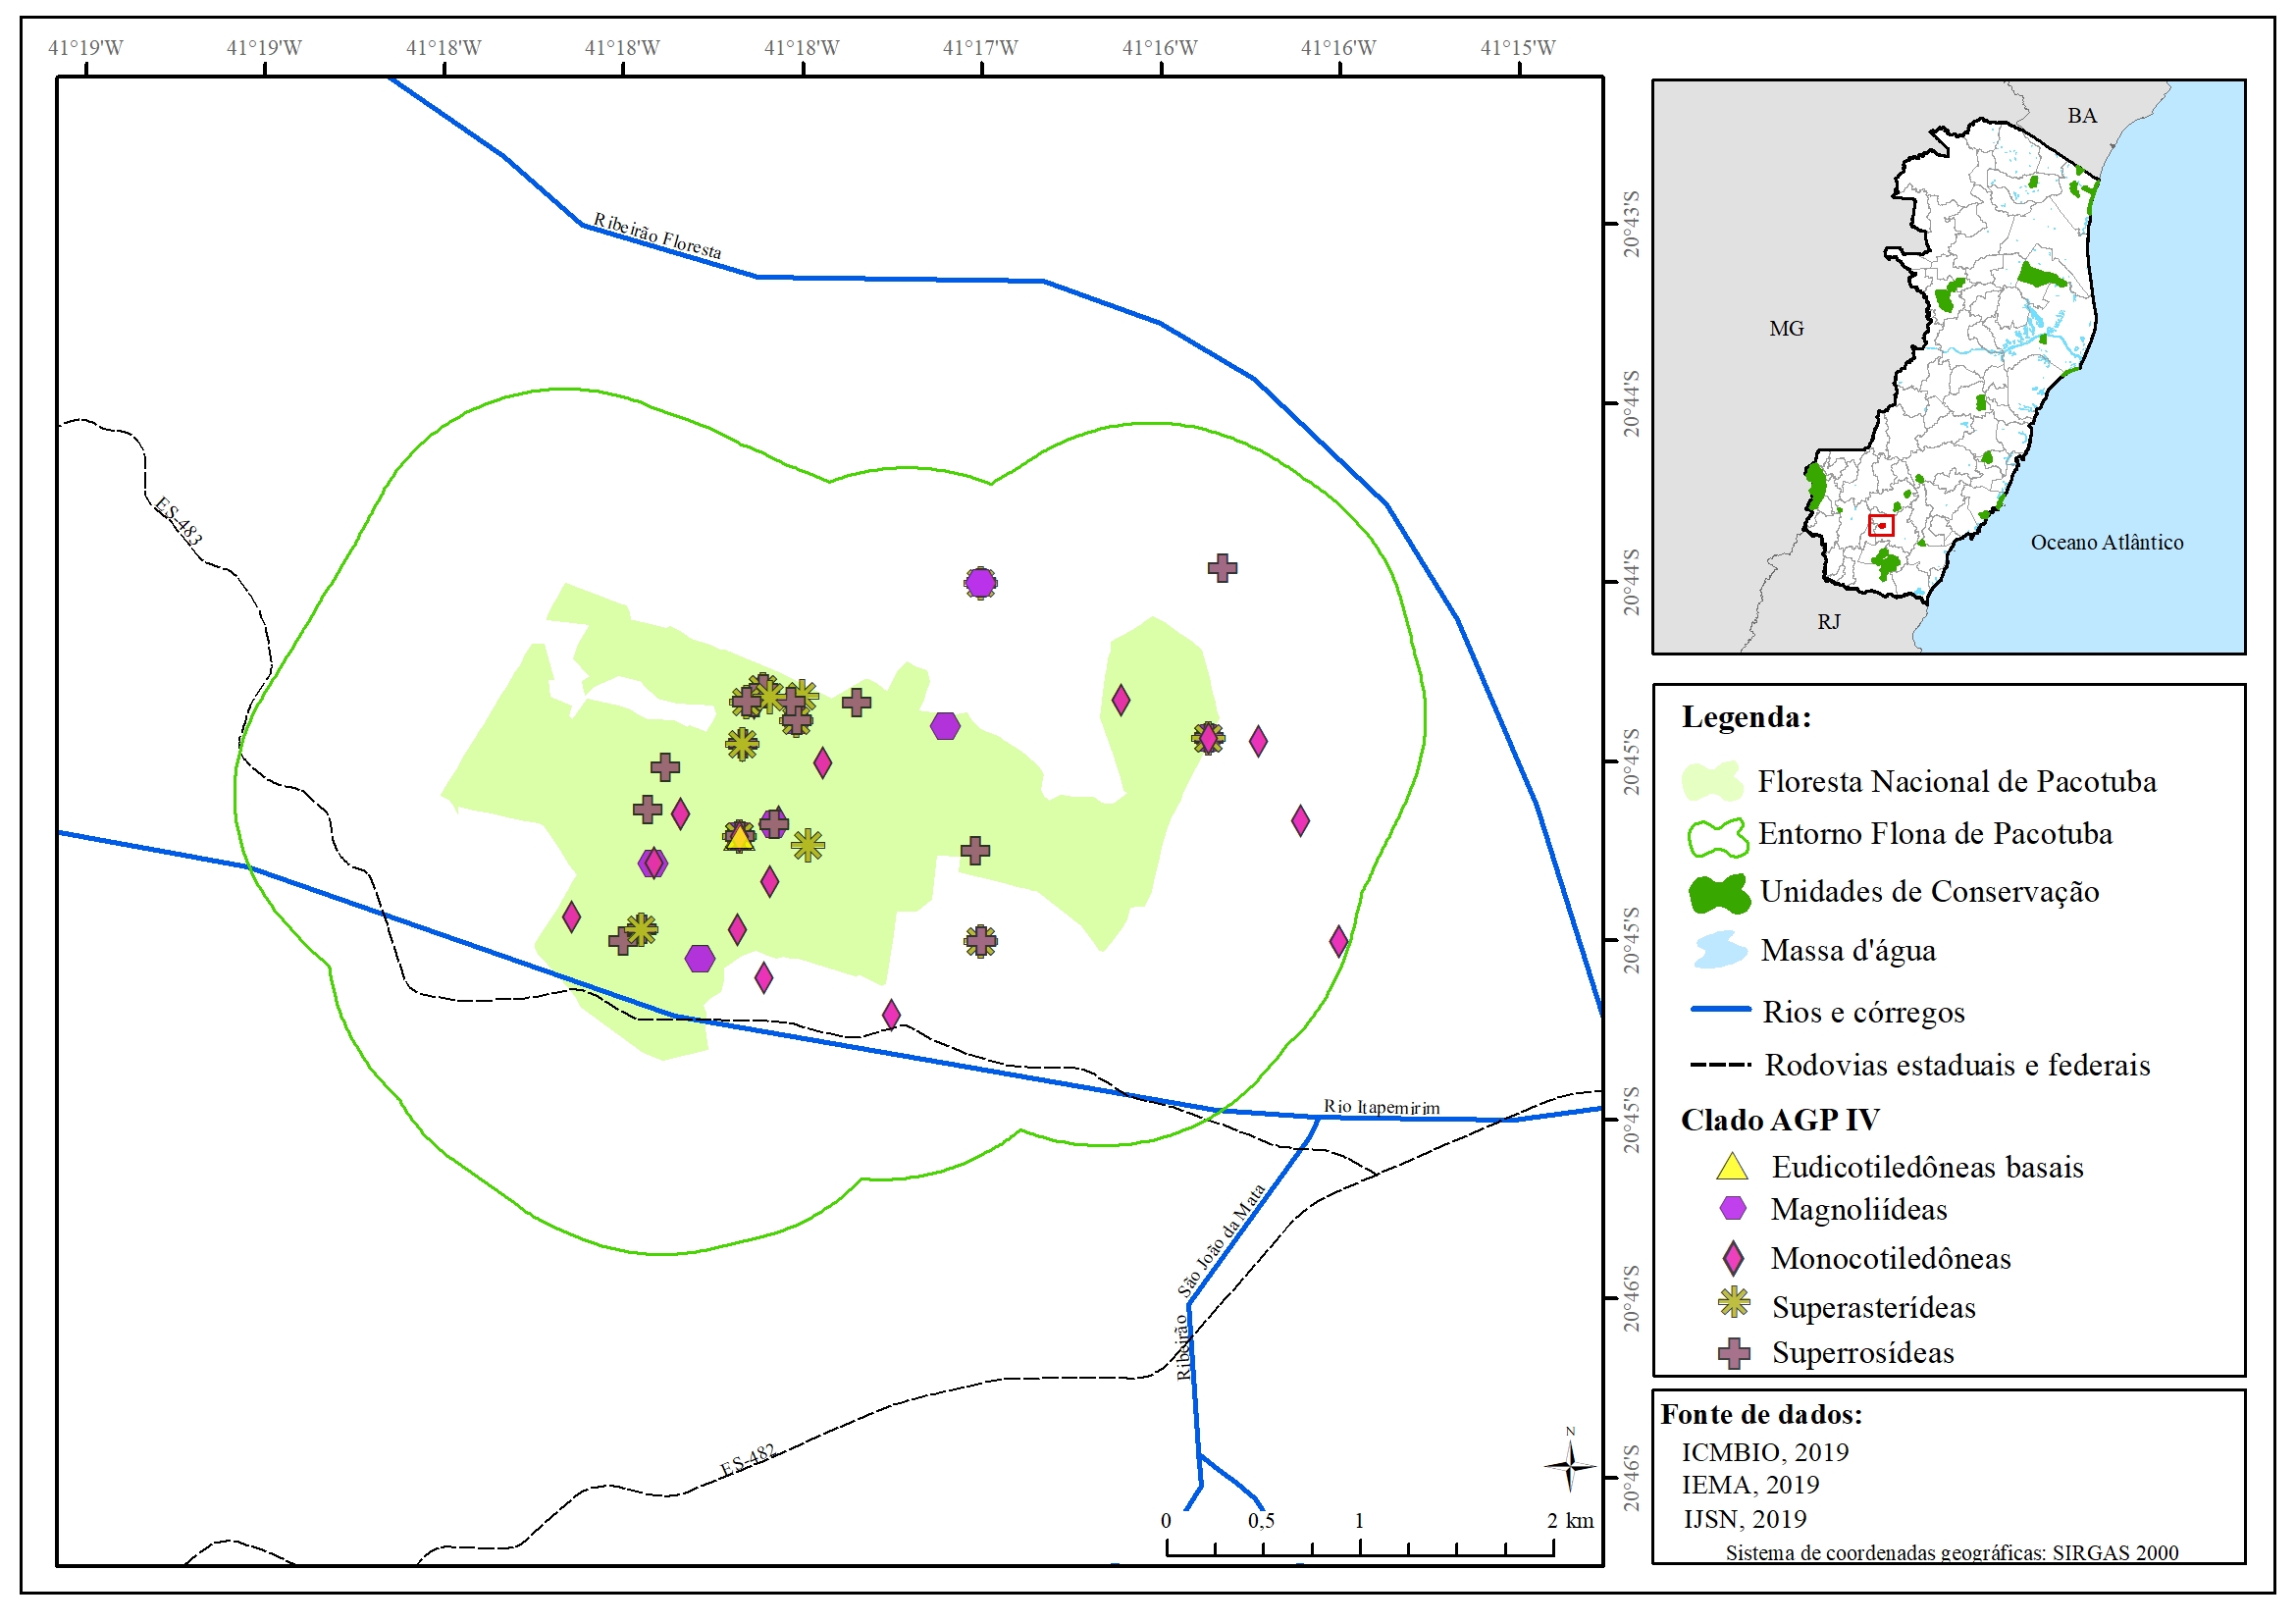 41°19'W 41°19'W 41°18'W 41°18'W 41°18'W 41°17'W 41°16'W 41°16'W 41°15'W
20°43'S
20°44'S
20°44'S
20°45'S
20°45'S
20°45'S
20°46'S
20°46'S
Ribeirão Floresta
ES-483
Rio Itapemirim
Ribeirão São João da Mata
ES-482
N
0 0,5 1 2 km
BA
MG
Oceano Atlântico
RJ
Legenda:
Floresta Nacional de Pacotuba
Entorno Flona de Pacotuba
Unidades de Conservação
Massa d'água
Rios e córregos
Rodovias estaduais e federais
Clado AGP IV
Eudicotiledôneas basais
Magnoliídeas
Monocotiledôneas
Superasterídeas
Superrosídeas
Fonte de dados:
ICMBIO, 2019
IEMA, 2019
IJSN, 2019
Sistema de coordenadas geográficas: SIRGAS 2000